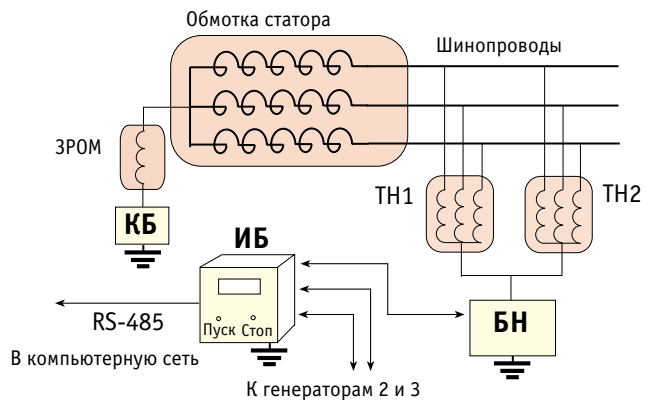 Обмотка статора
Шинопроводы
ЗРОМ
ТН1
ТН2
КБ
ИБ
БН
RS-485
Пуск Стоп
В компьютерную сеть
К генераторам 2 и 3